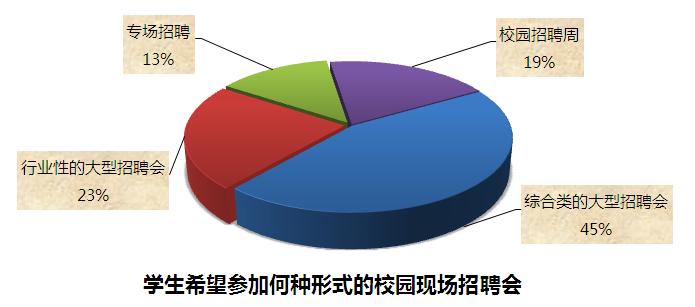 专场招聘
13%
校园招聘周
19%
行业性的大型招聘会
23%
综合类的大型招聘会
45%
学生希望参加何种形式的校园现场招聘会